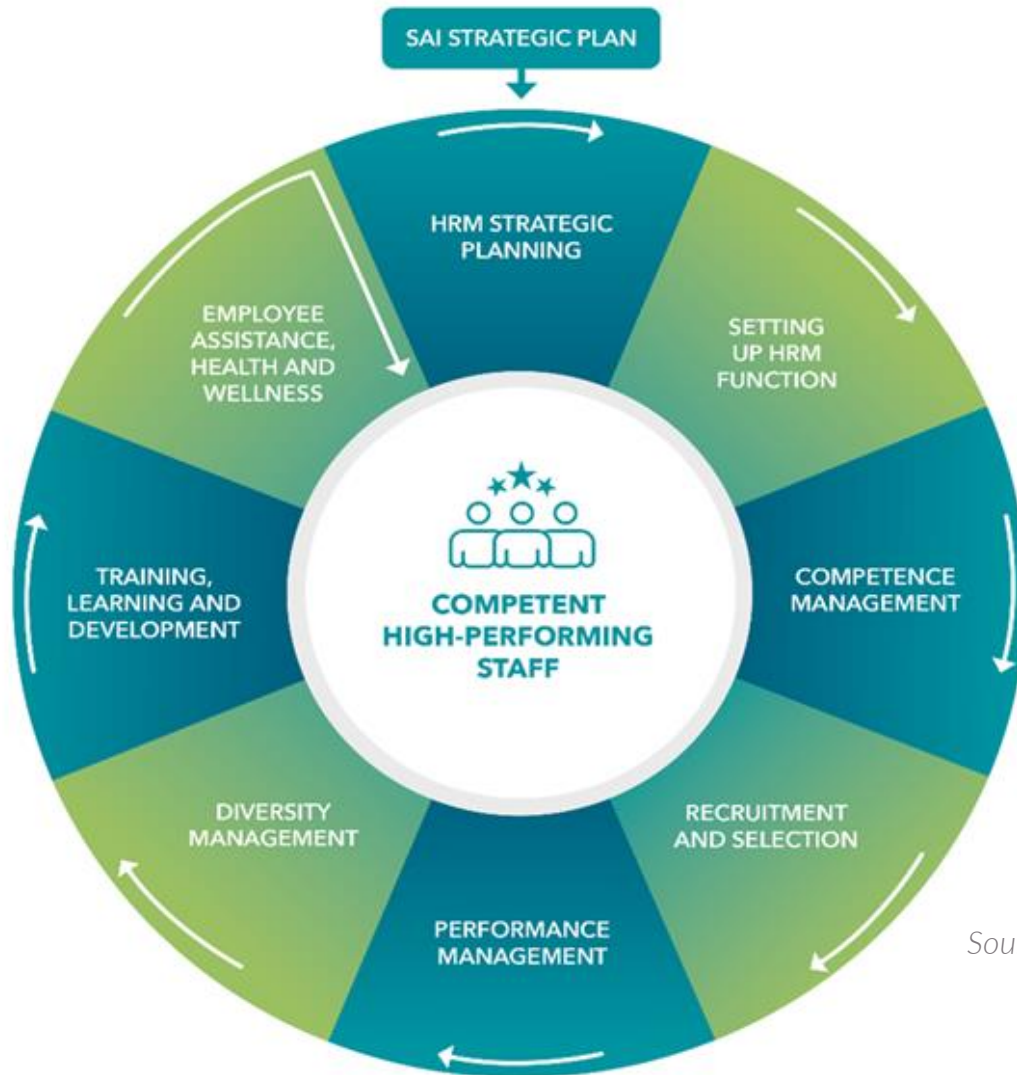 SAI STRATEGIC PLAN
HRM STRATEGIC
PLANNING
SETTING
UP HRM
FUNCTION
COMPETENCE
MANAGEMENT
RECRUITMENT
AND SELECTION
PERFORMANCE
MANAGEMENT
DIVERSITY
MANAGEMENT
TRAINING,
LEARNING AND
DEVELOPMENT
EMPLOYEE
ASSISTANCE,
HEALTH AND
WELLNESS
COMPETENT
HIGH-PERFORMING
STAFF
Sou